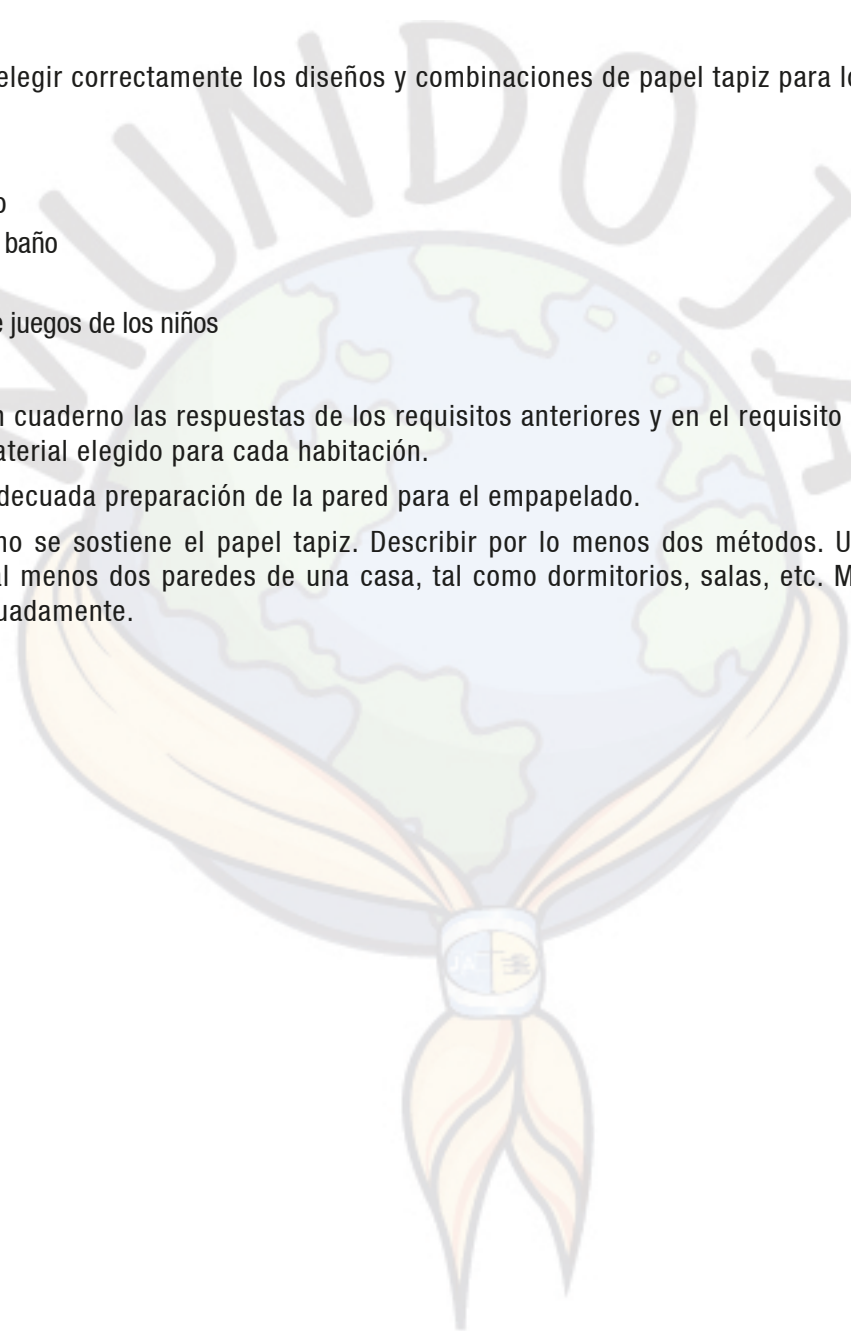 MUNDO JA
elegir correctamente los diseños y combinaciones de papel tapiz para lo
o
baño
e juegos de los niños
n cuaderno las respuestas de los requisitos anteriores y en el requisito
aterial elegido para cada habitación.
decuada preparación de la pared para el empapelado.
no se sostiene el papel tapiz. Describir por lo menos dos métodos. U
al menos dos paredes de una casa, tal como dormitorios, salas, etc. M
uadamente.
JA